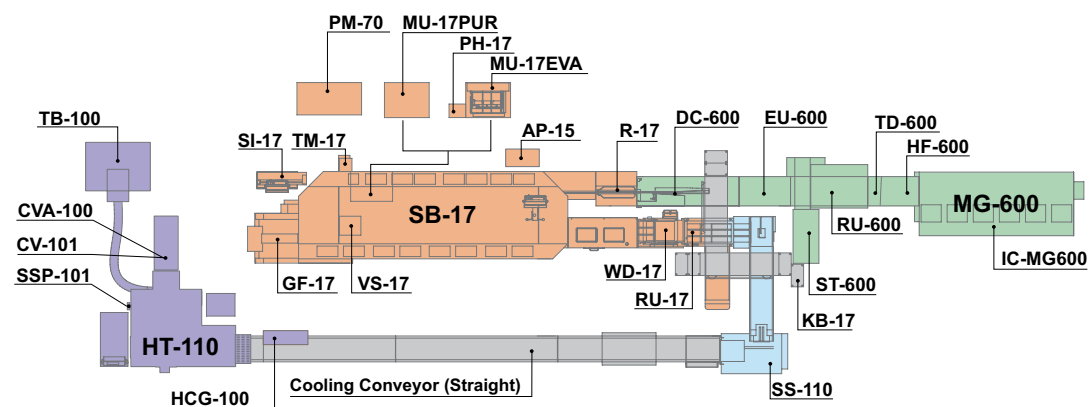 PM-70
MU-17PUR
PH-17
MU-17EVA
TB-100
SI-17
TM-17
AP-15
R-17
DC-600
EU-600
TD-600
HF-600
CVA-100
CV-101
SSP-101
SB-17
MG-600
RU-600
IC-MG600
GF-17
VS-17
WD-17
RU-17
ST-600
KB-17
HT-110
HCG-100
Cooling Conveyor (Straight)
SS-110